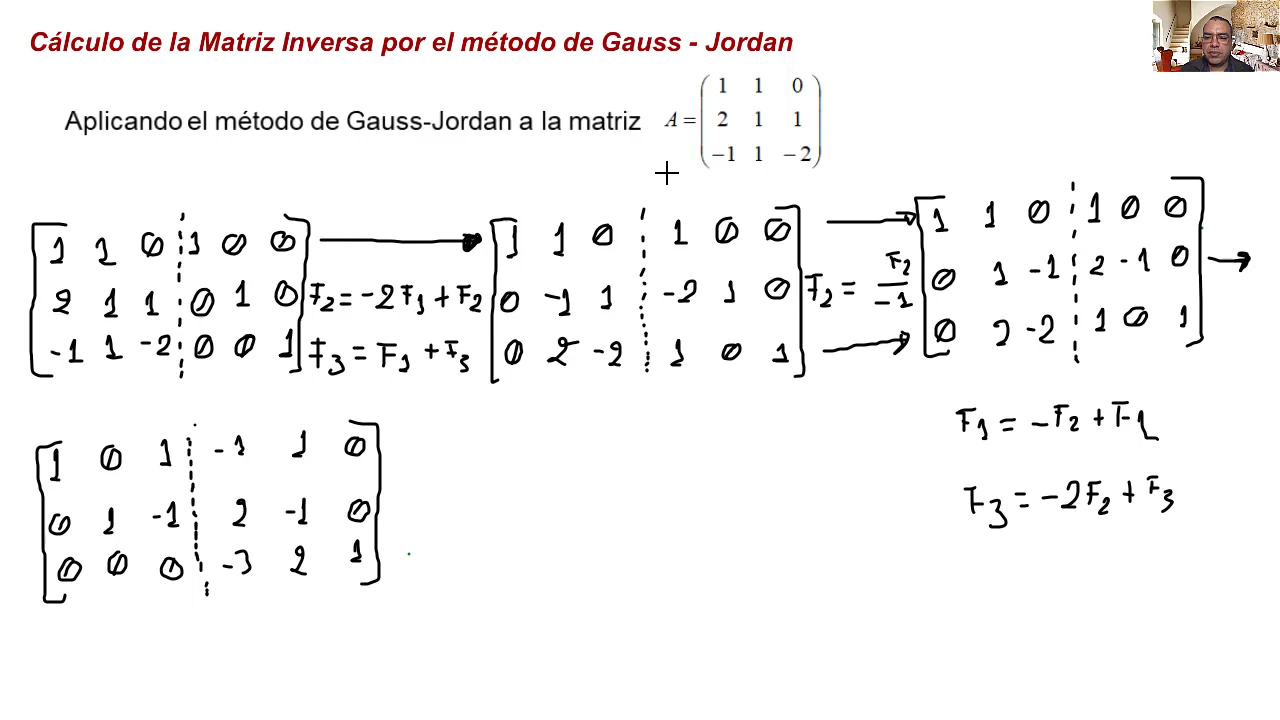 Cálculo de la Matriz Inversa por el método de Gauss - Jordan
Aplicando el método de Gauss-Jordan a la matriz A =
1 1 0
2 1 1
-1 1 -2
1 1 0 1 0 0
2 1 1 0 1 0
-1 1 -2 0 0 1
F2 = -2F1 + F2
F3 = F1 + F3
1 1 0 1 0 0
0 -1 1 -2 1 0
0 2 -2 1 0 1
F2 = F2 / -1
1 1 0 1 0 0
0 1 -1 2 -1 0
0 2 -2 1 0 1
F1 = -F2 + F1
F3 = -2F2 + F3
1 0 1 -1 1 0
0 1 -1 2 -1 0
0 0 0 -3 2 1